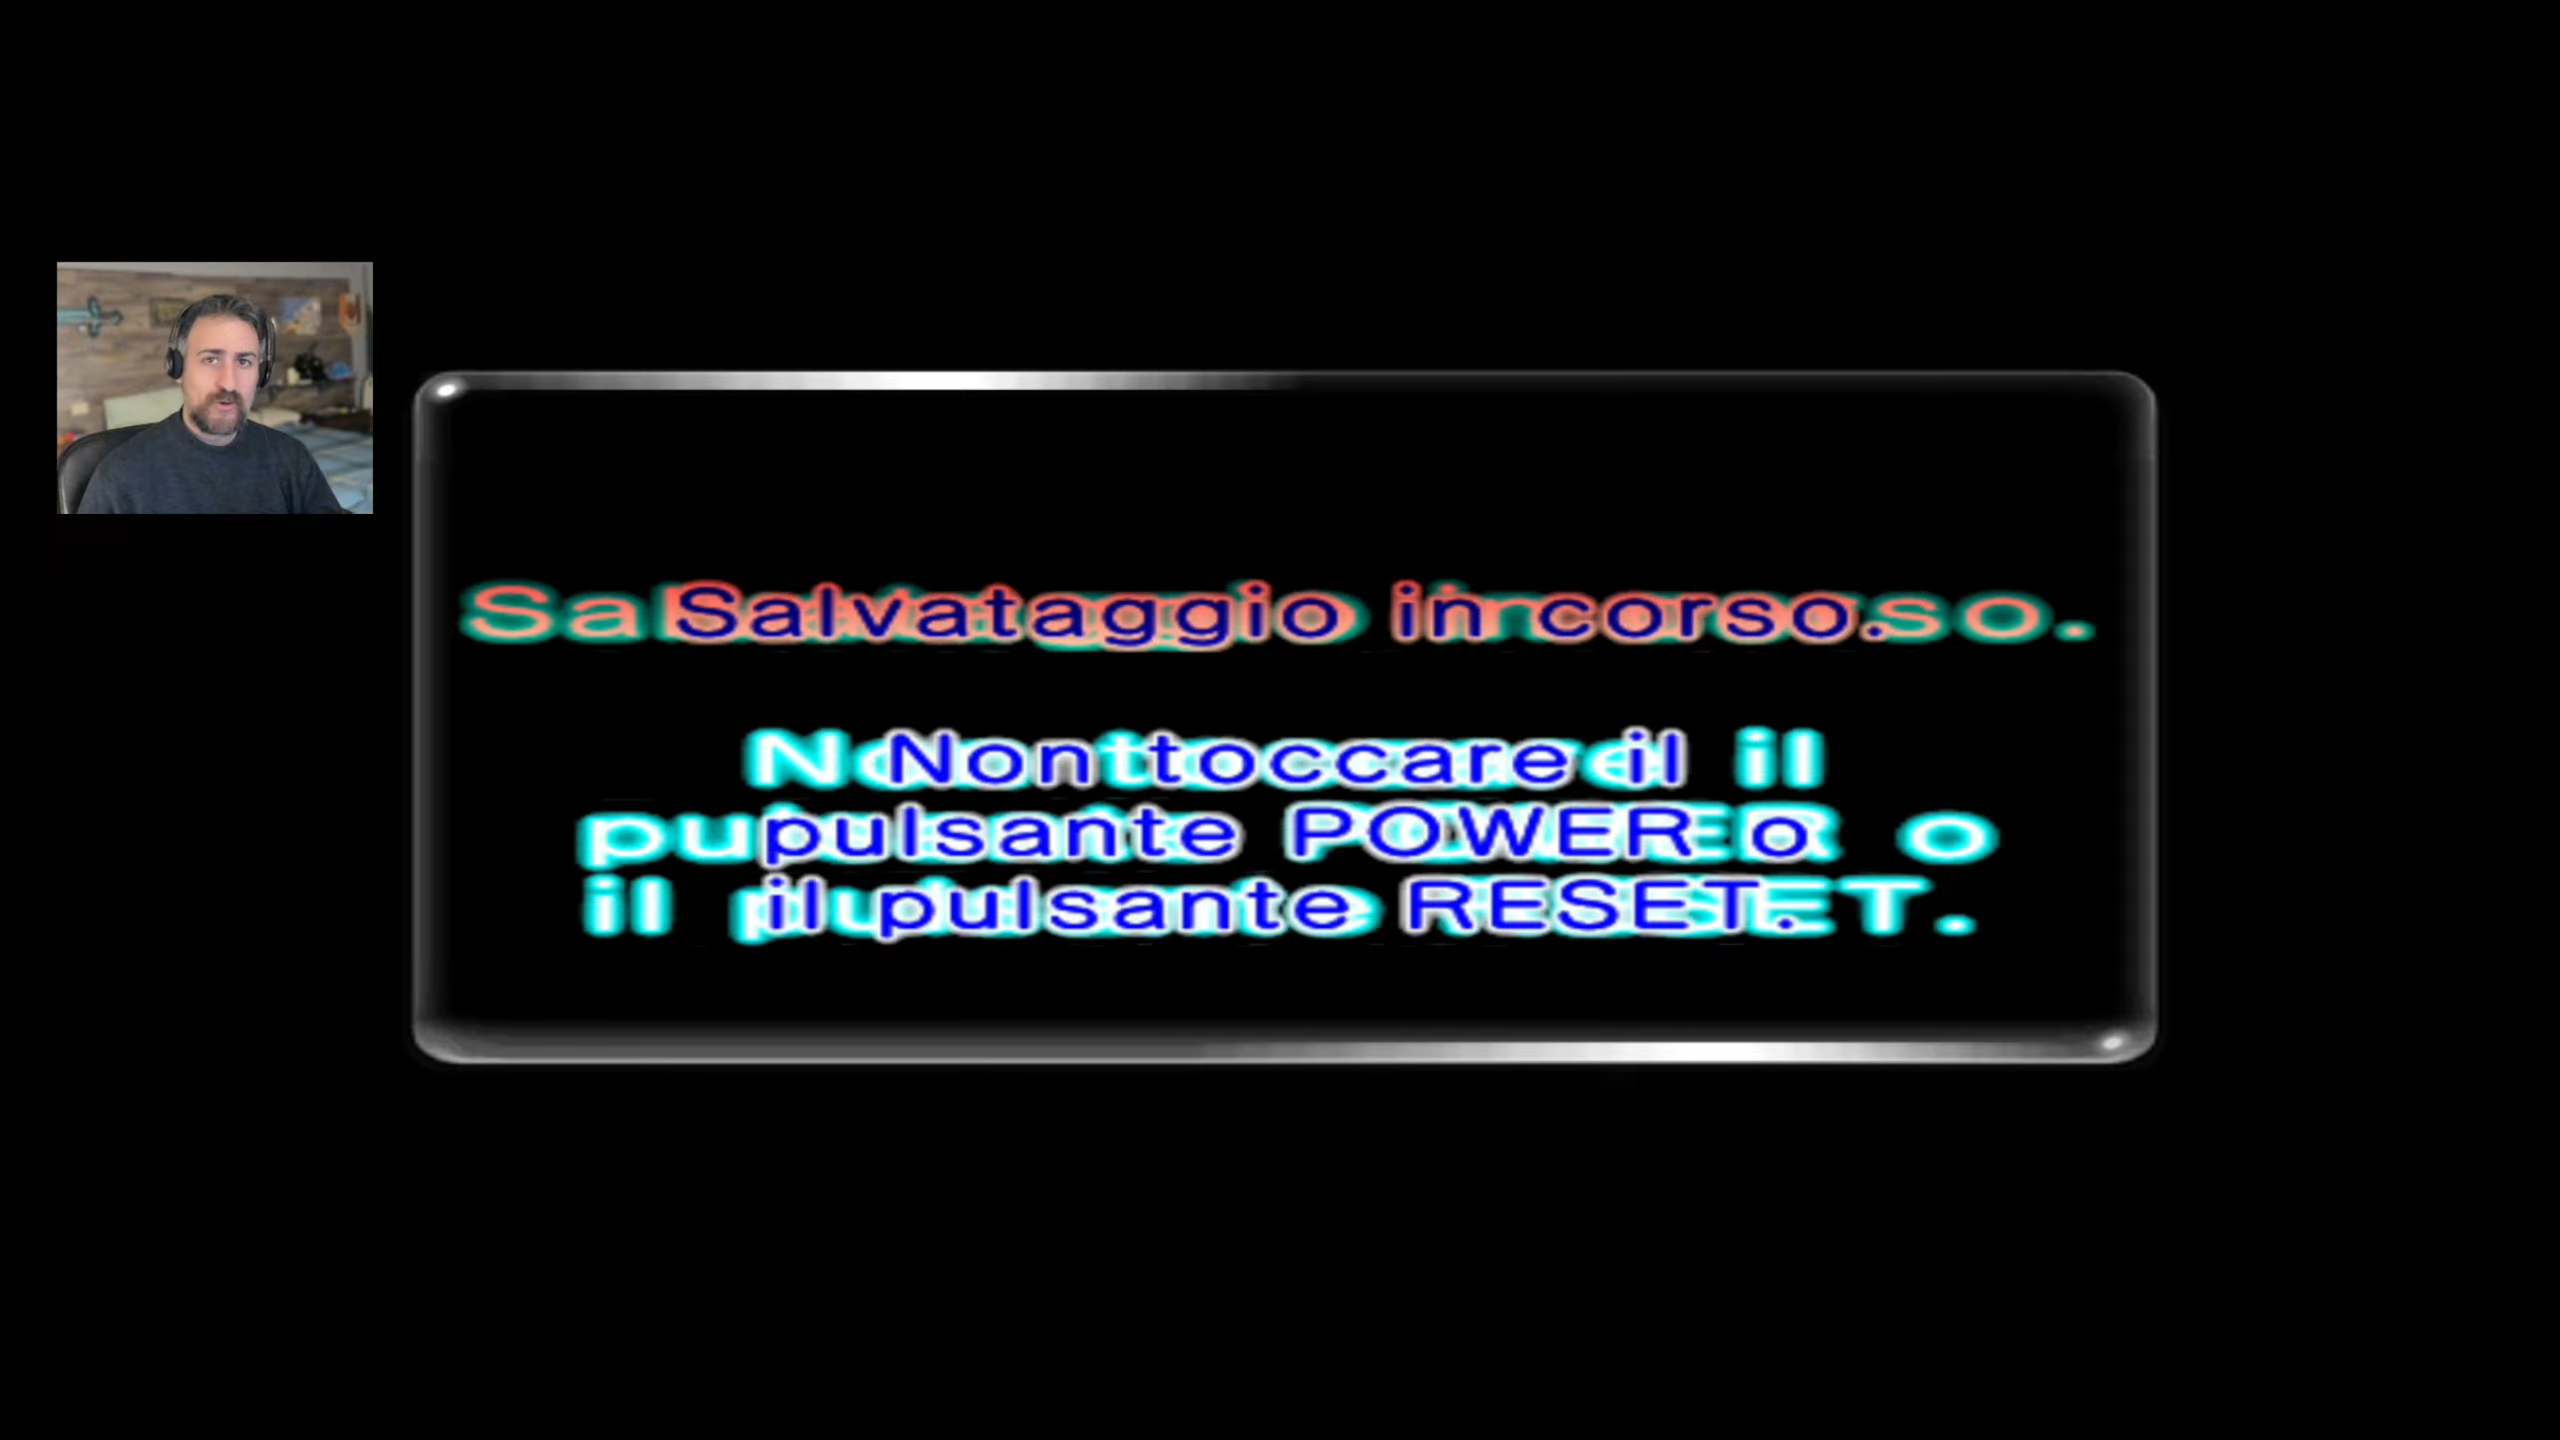 Salvataggio in corso.
Non toccare il
pulsante POWER o
il pulsante RESET.